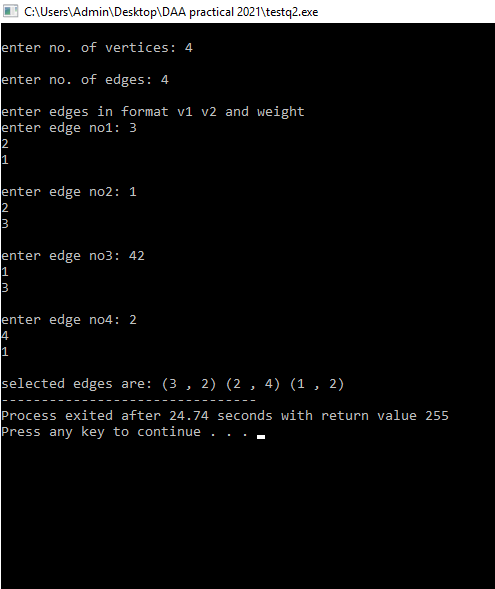 C:\Users\Admin\Desktop\DAA practical 2021\testq2.exe
enter no. of vertices: 4
enter no. of edges: 4
enter edges in format v1 v2 and weight
enter edge no1: 3
2
1
enter edge no2: 1
2
3
enter edge no3: 42
1
3
enter edge no4: 2
4
1
selected edges are: (3 , 2) (2 , 4) (1 , 2)
--------------------------------
Process exited after 24.74 seconds with return value 255
Press any key to continue . . .